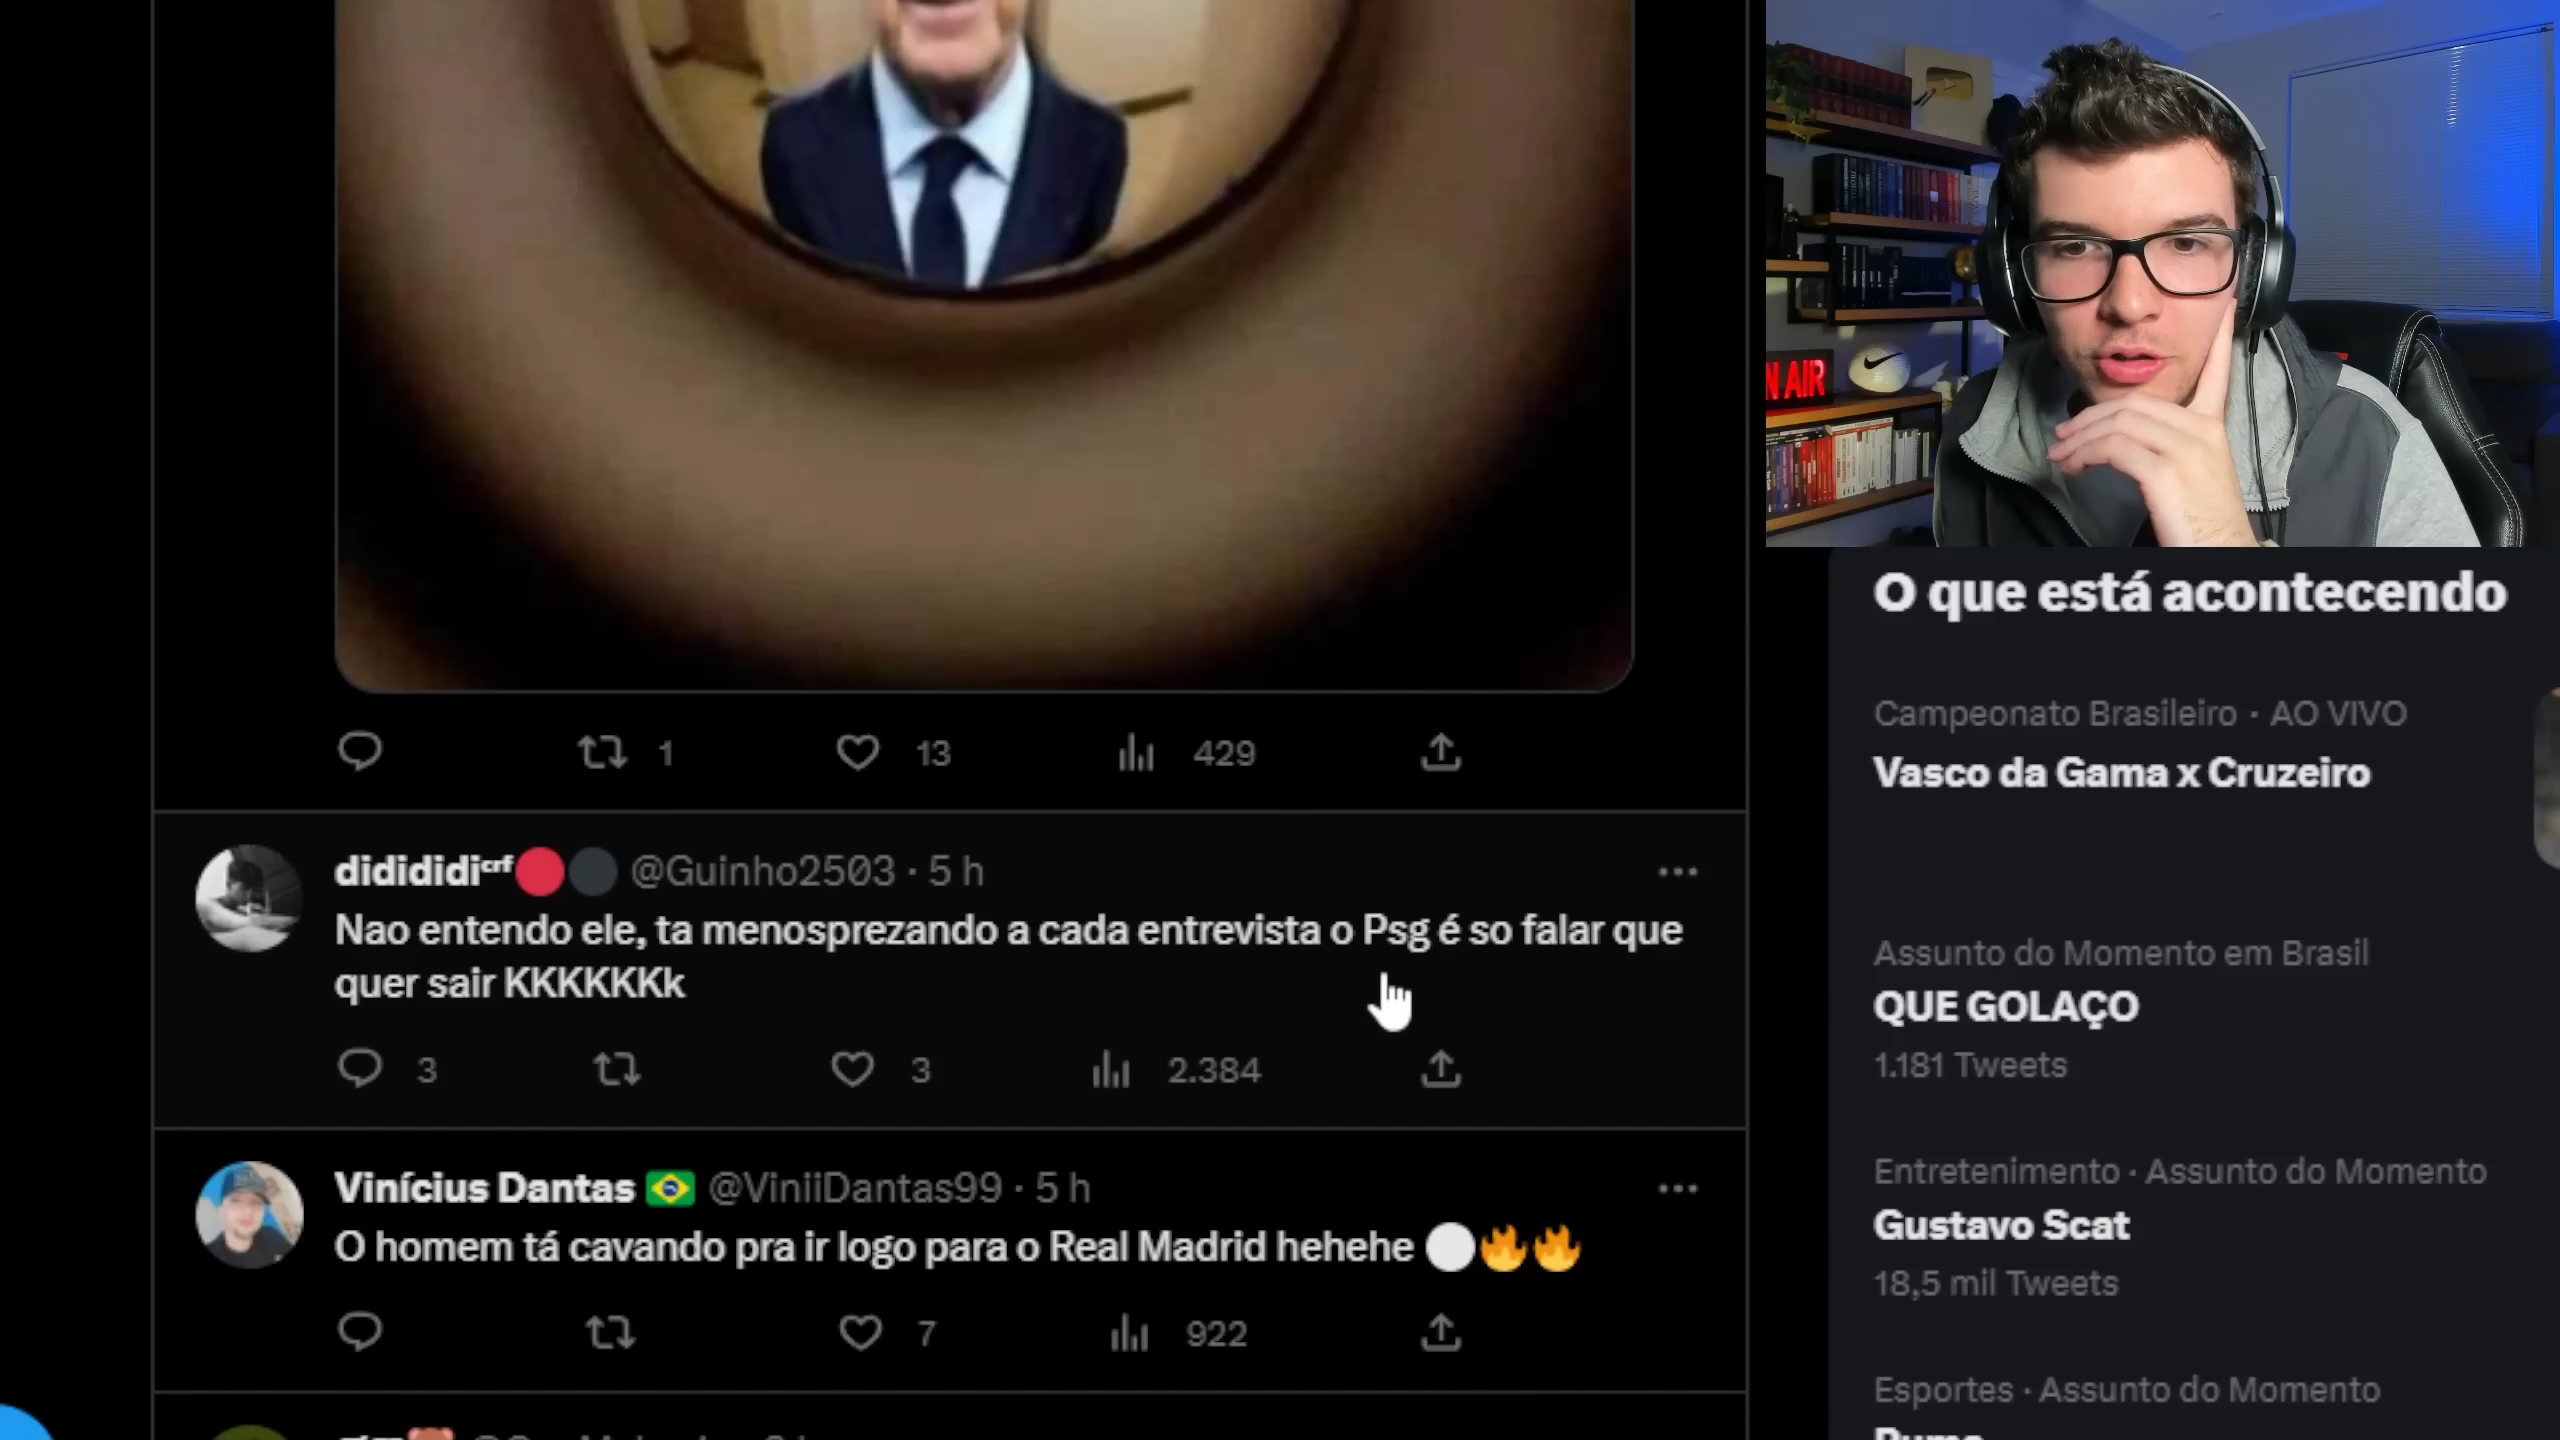 1 13 429
didididiᶜʳᶠ🔴⚫ @Guinho2503 · 5 h
Nao entendo ele, ta menosprezando a cada entrevista o Psg é so falar que
quer sair KKKKKKk
3 3 2.384
Vinícius Dantas 🇧🇷 @ViniiDantas99 · 5 h
O homem tá cavando pra ir logo para o Real Madrid hehehe ⚪🔥🔥
7 922
N AIR
O que está acontecendo
Campeonato Brasileiro · AO VIVO
Vasco da Gama x Cruzeiro
Assunto do Momento em Brasil
QUE GOLAÇO
1.181 Tweets
Entretenimento · Assunto do Momento
Gustavo Scat
18,5 mil Tweets
Esportes · Assunto do Momento